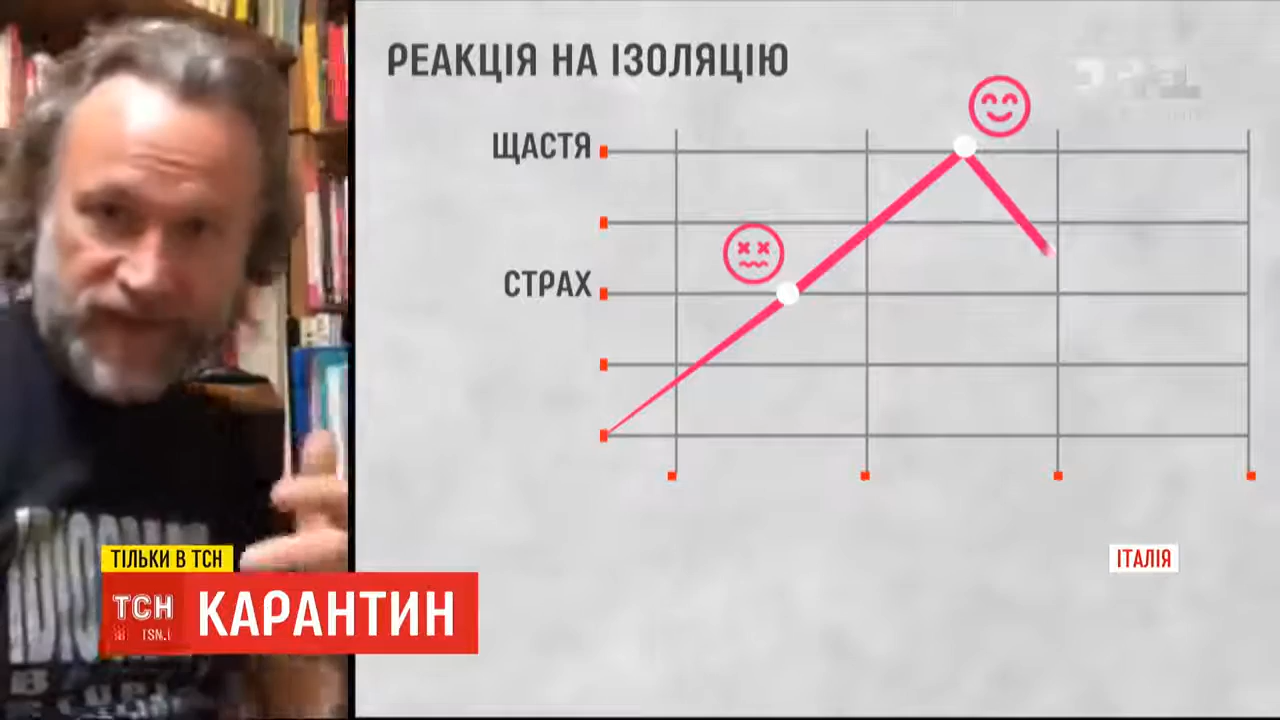 РЕАКЦІЯ НА ІЗОЛЯЦІЮ
ЩАСТЯ
СТРАХ
ТІЛЬКИ В ТСН
ТСН
КАРАНТИН
ІТАЛІЯ